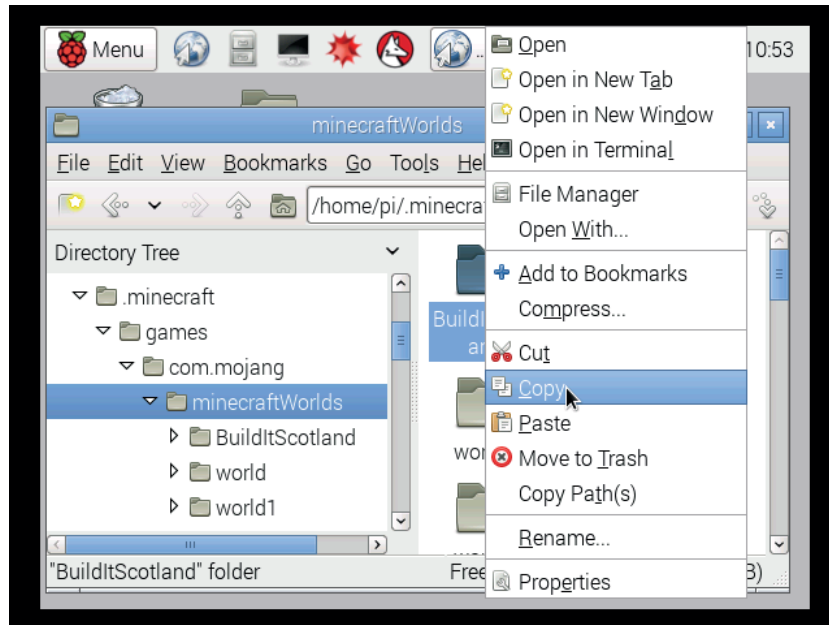 Menu
10:53
minecraftWorlds
File Edit View Bookmarks Go Tools
/home/pi/.minecra
Directory Tree
.minecraft
games
com.mojang
minecraftWorlds
BuildItScotland
world
world1
"BuildItScotland" folder
Free
Open
Open in New Tab
Open in New Window
Open in Terminal
File Manager
Open With...
Add to Bookmarks
Compress...
Cut
Copy
Paste
Move to Trash
Copy Path(s)
Rename...
Properties